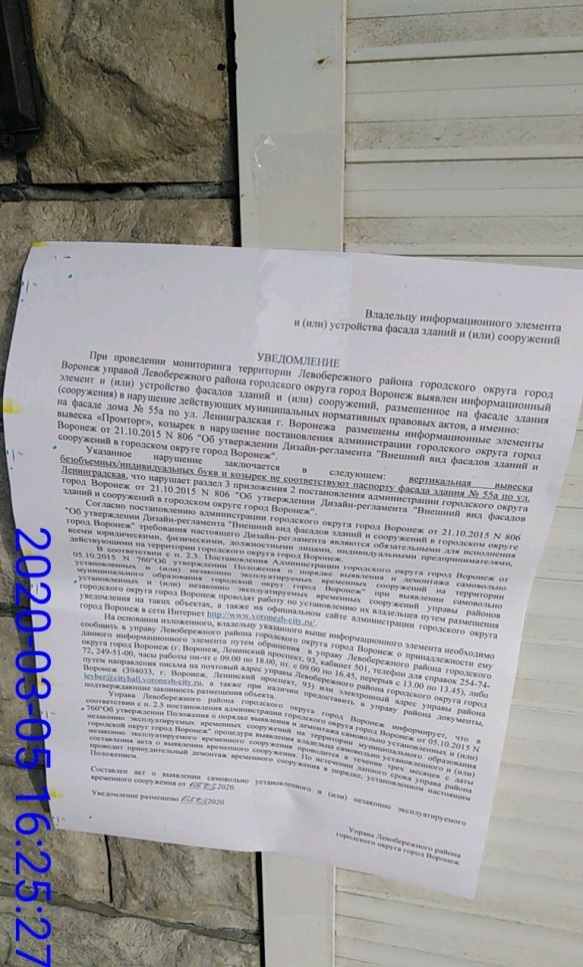 Владельцу информационного элемента
и (или) устройства фасада зданий и (или) сооружений
УВЕДОМЛЕНИЕ
При проведении мониторинга территории Левобережного района городского округа город
Воронеж управой Левобережного района городского округа город Воронеж выявлен информационный
элемент и (или) устройство фасадов зданий и (или) сооружений, размещенное на фасаде здания
(сооружения) в нарушение действующих муниципальных нормативных правовых актов, а именно:
на фасаде дома № 55а по ул. Ленинградская г. Воронежа размещены информационные элементы
вывеска «Промторг», козырек в нарушение постановления администрации городского округа город
Воронеж от 21.10.2015 N 806 "Об утверждении Дизайн-регламента "Внешний вид фасадов зданий и
сооружений в городском округе город Воронеж".
Указанное нарушение заключается в следующем: вертикальная вывеска
безобъемных/индивидуальных букв и козырек не соответствуют паспорту фасада здания № 55а по ул.
Ленинградская, что нарушает раздел 3 приложения 2 постановления администрации городского округа
город Воронеж от 21.10.2015 N 806 "Об утверждении Дизайн-регламента "Внешний вид фасадов
зданий и сооружений в городском округе город Воронеж".
Согласно постановлению администрации городского округа город Воронеж от 21.10.2015 N 806
"Об утверждении Дизайн-регламента "Внешний вид фасадов зданий и сооружений в городском округе
город Воронеж" требования настоящего Дизайн-регламента являются обязательными для исполнения
всеми юридическими, физическими, должностными лицами, индивидуальными предпринимателями,
действующими на территории городского округа город Воронеж.
В соответствии с п. 2.3. Постановления Администрации городского округа город Воронеж от
05.10.2015 N 760 "Об утверждении Положения о порядке выявления и демонтажа самовольно
установленных и (или) незаконно эксплуатируемых временных сооружений на территории
муниципального образования городской округ город Воронеж" при выявлении самовольно
установленных и (или) незаконно эксплуатируемых временных сооружений управы районов
городского округа город Воронеж проводят работу по установлению их владельцев путем размещения
уведомления на таких объектах, а также на официальном сайте администрации городского округа
город Воронеж в сети Интернет http://www.voronezh-city.ru/.
На основании изложенного, владельцу указанного выше информационного элемента необходимо
сообщить в управу Левобережного района городского округа город Воронеж о принадлежности ему
данного информационного элемента путем обращения в управу Левобережного района городского
округа город Воронеж (г. Воронеж, Ленинский проспект, 93, кабинет 421, телефон для справок 254-74-
72, 249-51-00, часы работы пн-чт с 09.00 по 18.00, пт. с 09.00 по 16.45, перерыв с 13.00 по 13.45), либо
путем направления письма на почтовый адрес управы Левобережного района городского округа город
Воронеж (394033, г. Воронеж, Ленинский проспект, 93) или электронный адрес управы района
levber@cityhall.voronezh-city.ru, а также при наличии предоставить в управу района документы,
подтверждающие законность размещения объекта.
Управа Левобережного района городского округа город Воронеж информирует, что в
соответствии с п. 2.5 постановления администрации городского округа город Воронеж от 05.10.2015 N
760 "Об утверждении Положения о порядке выявления и демонтажа самовольно установленных и (или)
незаконно эксплуатируемых временных сооружений на территории муниципального образования
городской округ город Воронеж" процедура выявления владельца самовольно установленного и (или)
незаконно эксплуатируемого временного сооружения проводится в течение трех месяцев с даты
составления акта о выявлении временного сооружения. По истечении данного срока управа района
проводит принудительный демонтаж временного сооружения в порядке, установленном настоящим
Положением.
Составлен акт о выявлении самовольно установленного и (или) незаконно эксплуатируемого
временного сооружения от 05.03.2020.
Уведомление размещено 05.03.2020.
Управа Левобережного района
городского округа город Воронеж
2020-03-05 16:25:27